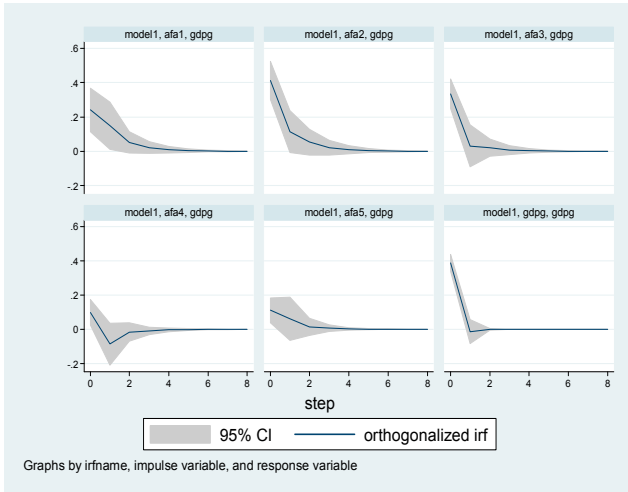 model1, afa1, gdpg
model1, afa2, gdpg
model1, afa3, gdpg
.6
.4
.2
0
-.2
model1, afa4, gdpg
model1, afa5, gdpg
model1, gdpg, gdpg
.6
.4
.2
0
-.2
0 2 4 6 8
0 2 4 6 8
0 2 4 6 8
step
95% CI
orthogonalized irf
Graphs by irfname, impulse variable, and response variable